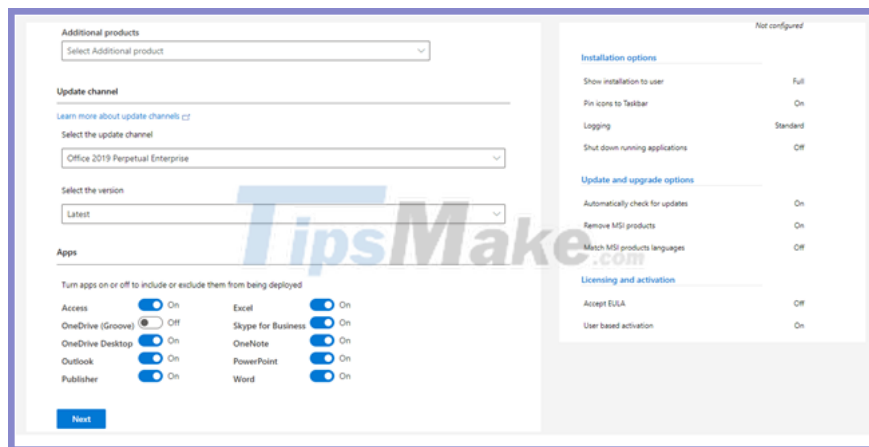 Additional products
Select Additional product
Update channel
Learn more about update channels
Select the update channel
Office 2019 Perpetual Enterprise
Select the version
Latest
Apps
Turn apps on or off to include or exclude them from being deployed
Access On Excel On
OneDrive (Groove) Off Skype for Business On
OneDrive Desktop On OneNote On
Outlook On PowerPoint On
Publisher On Word On
Next
Not configured
Installation options
Show installation to user Full
Pin icons to Taskbar On
Logging Standard
Shut down running applications Off
Update and upgrade options
Automatically check for updates On
Remove MSI products On
Match MSI products languages Off
Licensing and activation
Accept EULA Off
User based activation On
TipsMake.com